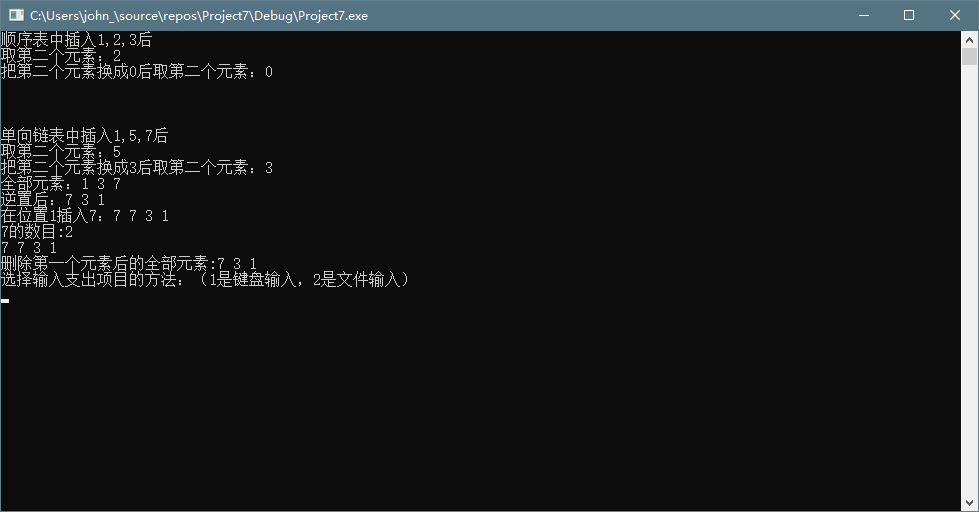 C:\Users\john_\source\repos\Project7\Debug\Project7.exe
顺序表中插入1,2,3后
取第二个元素：2
把第二个元素换成0后取第二个元素：0
单向链表中插入1,5,7后
取第二个元素：5
把第二个元素换成3后取第二个元素：3
全部元素：1 3 7
逆置后：7 3 1
在位置1插入7：7 7 3 1
7的数目:2
7 7 3 1
删除第一个元素后的全部元素:7 3 1
选择输入支出项目的方法：（1是键盘输入，2是文件输入）